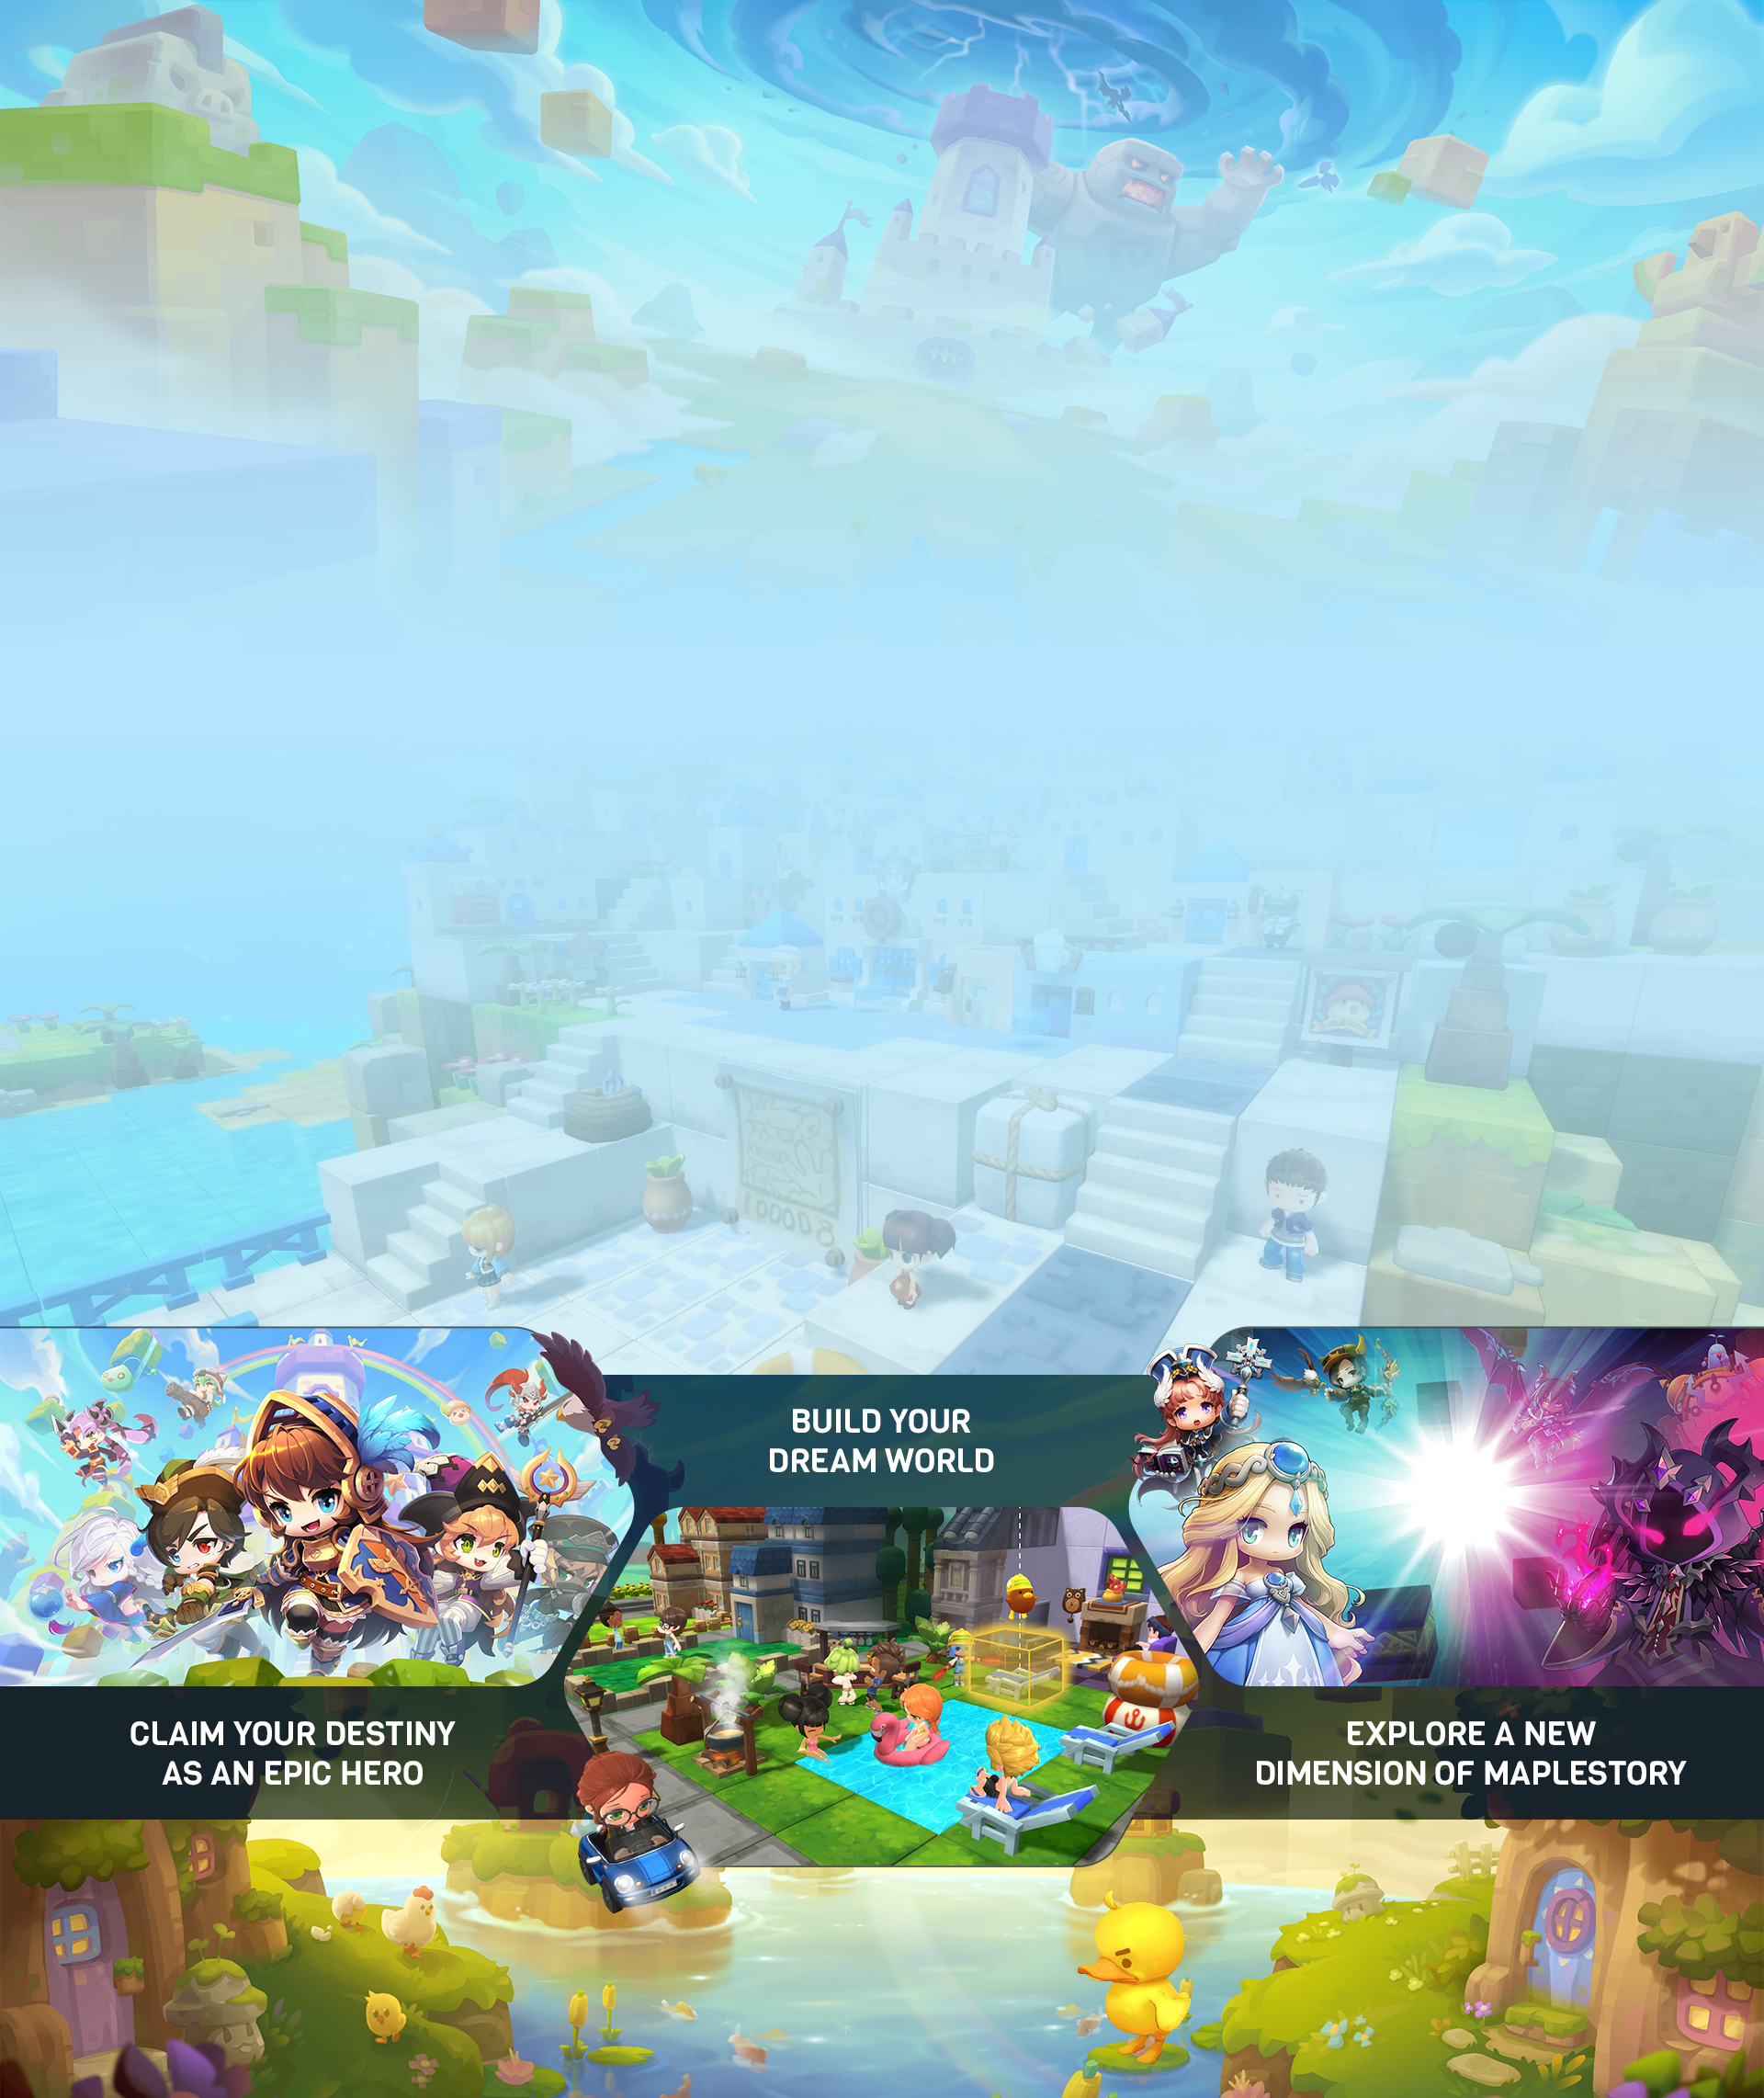 BUILD YOUR
DREAM WORLD
CLAIM YOUR DESTINY
AS AN EPIC HERO
EXPLORE A NEW
DIMENSION OF MAPLESTORY